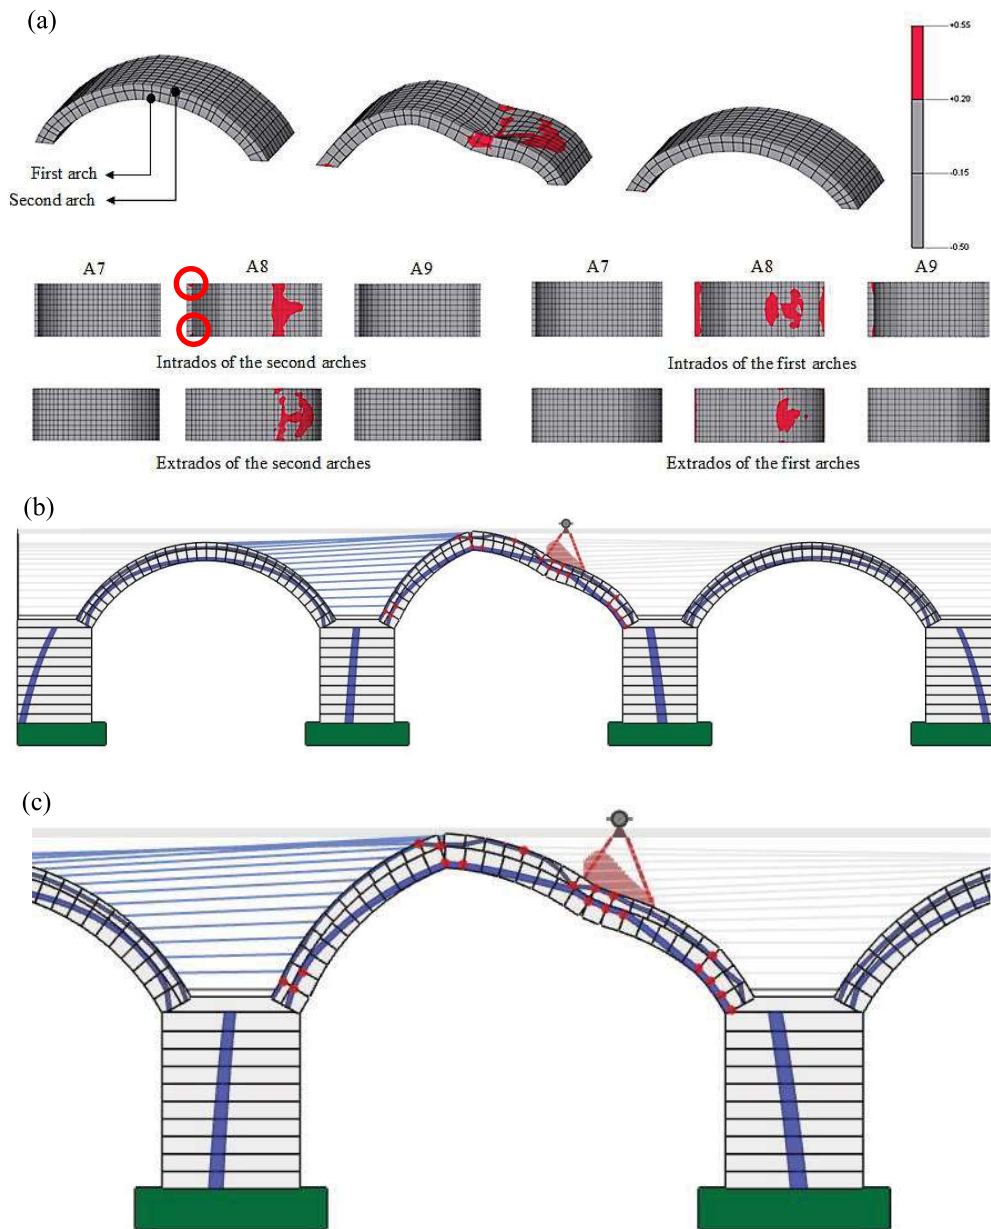 (a)
+0.55
+0.20
-0.15
-0.50
First arch
Second arch
A7 A8 A9 A7 A8 A9
Intrados of the second arches Intrados of the first arches
Extrados of the second arches Extrados of the first arches
(b)
(c)